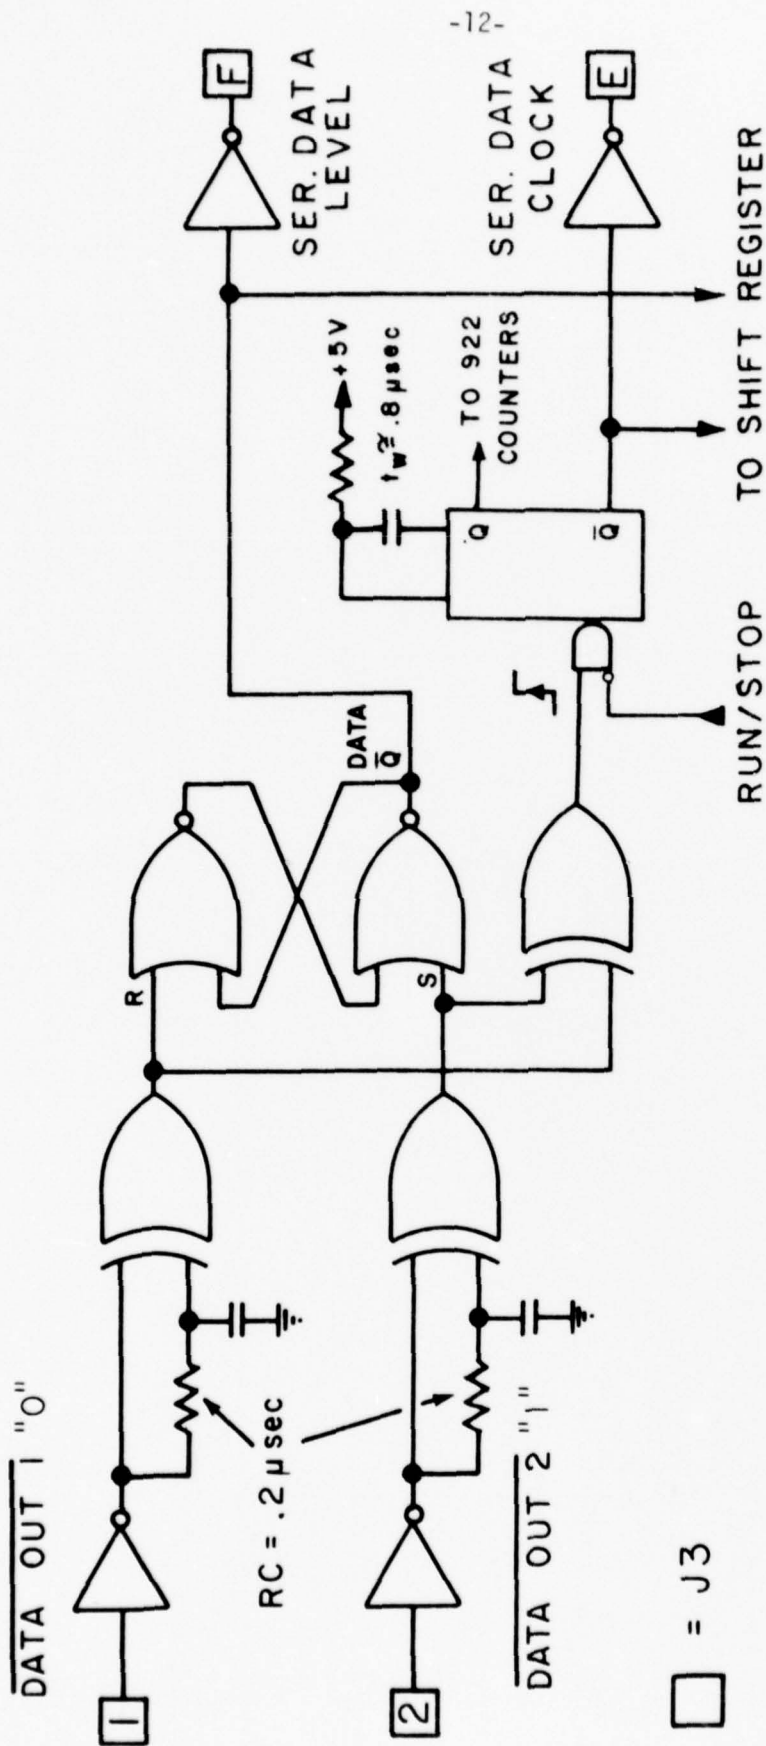 -12-
DATA OUT 1 "0"
1
RC = .2 µsec
2
DATA OUT 2 "1"
= J3
R
S
DATA
Q̅
+5V
tw ≅ .8 µsec
Q
Q̅
TO 922
COUNTERS
RUN/STOP
TO SHIFT REGISTER
F
SER. DATA
LEVEL
SER. DATA
CLOCK
E